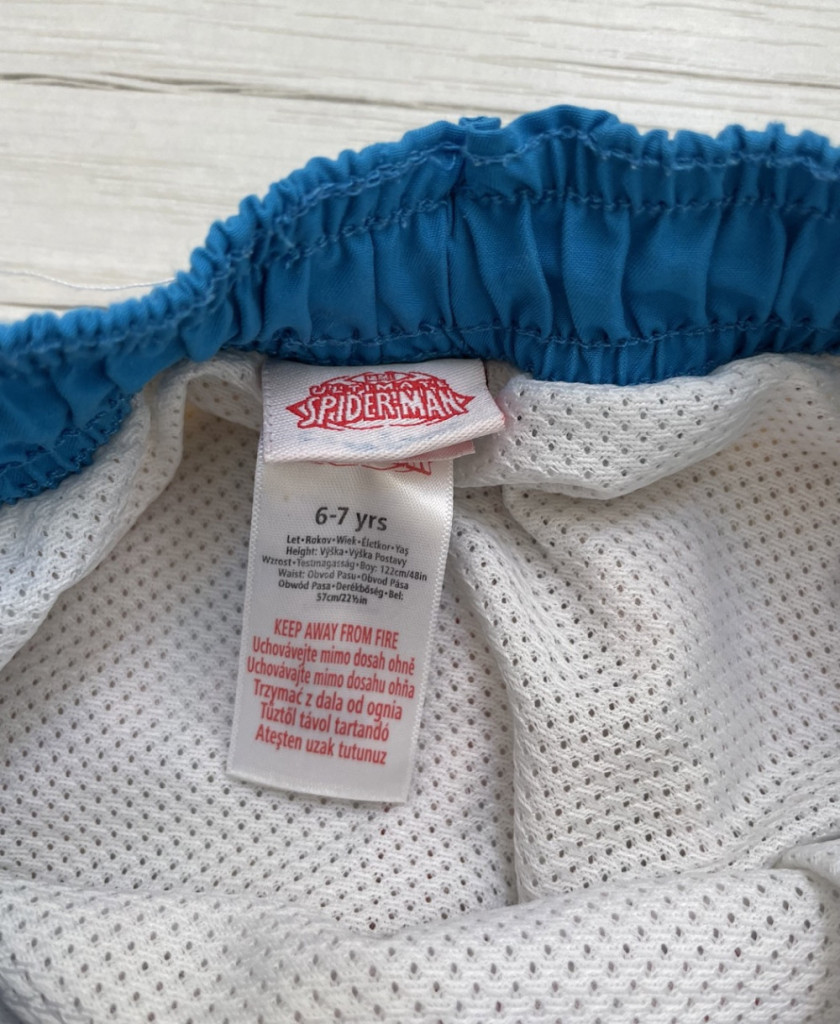 ULTIMATE
SPIDER-MAN
6-7 yrs
Let•Rokov•Wiek•Életkor•Yaş
Height: Výška•Výška Postavy
Wzrost•Testmagasság•Boy: 122cm/48in
Waist: Obvod Pasu•Obvod Pása
Obwód Pasa•Derékbőség•Bel:
57cm/22½in
KEEP AWAY FROM FIRE
Uchovávejte mimo dosah ohně
Uchovávajte mimo dosahu ohňa
Trzymać z dala od ognia
Tűztől távol tartandó
Ateşten uzak tutunuz